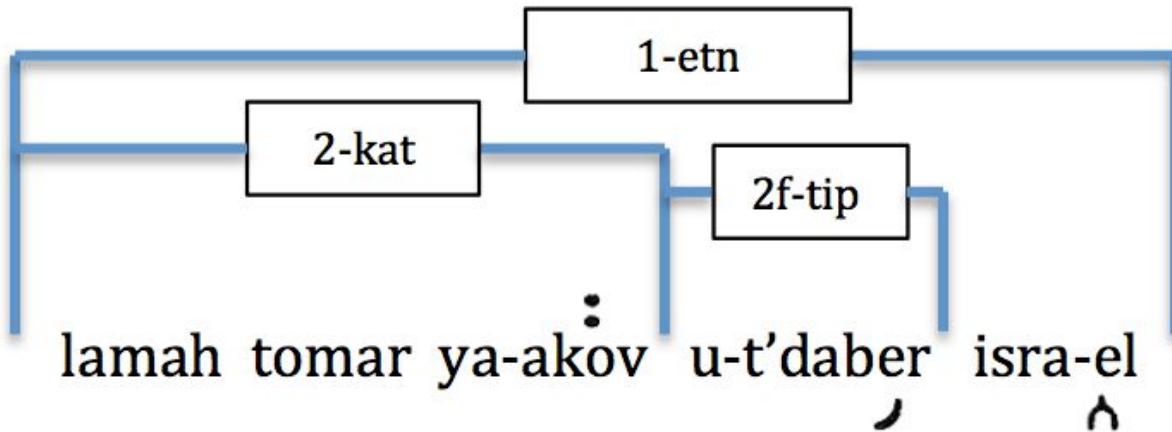 1-etn
2-kat
2f-tip
lamah tomar ya-akov u-t’daber isra-el